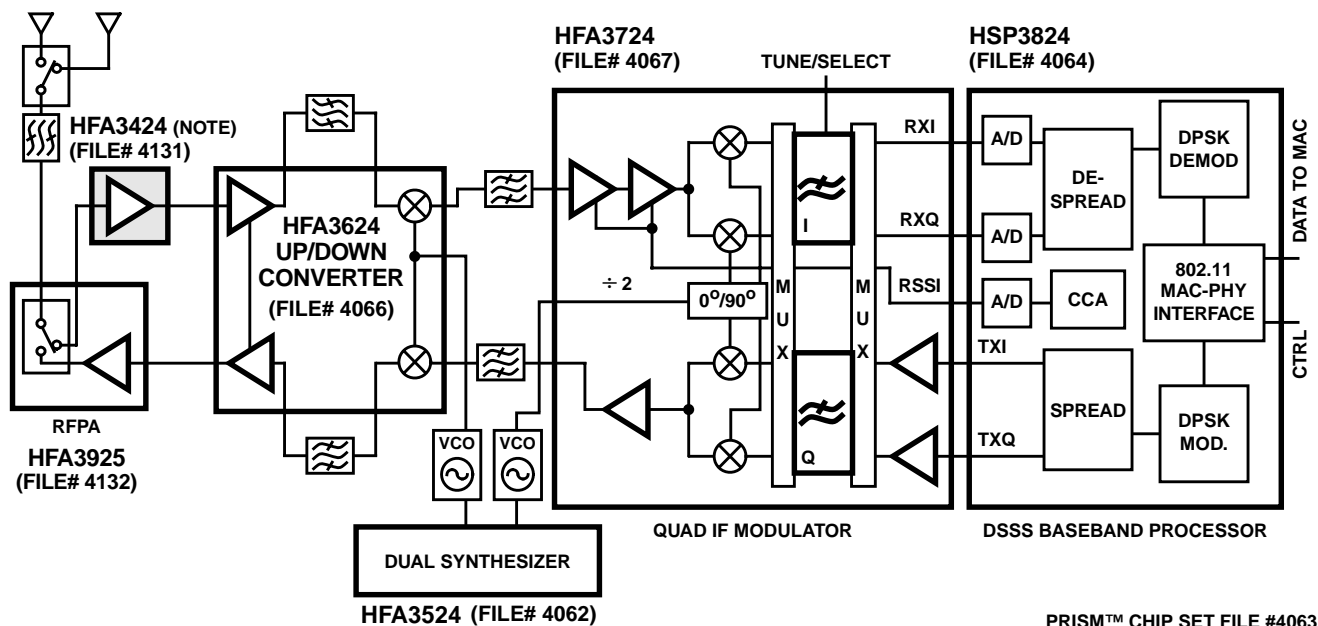 HFA3424 (NOTE)
(FILE# 4131)
HFA3624
UP/DOWN
CONVERTER
(FILE# 4066)
RFPA
HFA3925
(FILE# 4132)
VCO
VCO
DUAL SYNTHESIZER
HFA3524 (FILE# 4062)
HFA3724
(FILE# 4067)
TUNE/SELECT
÷ 2
0°/90°
M
U
X
I
Q
M
U
X
RXI
RXQ
RSSI
TXI
TXQ
QUAD IF MODULATOR
HSP3824
(FILE# 4064)
A/D
A/D
A/D
DE-
SPREAD
CCA
DPSK
DEMOD
802.11
MAC-PHY
INTERFACE
SPREAD
DPSK
MOD.
DATA TO MAC
CTRL
DSSS BASEBAND PROCESSOR
PRISM™ CHIP SET FILE #4063